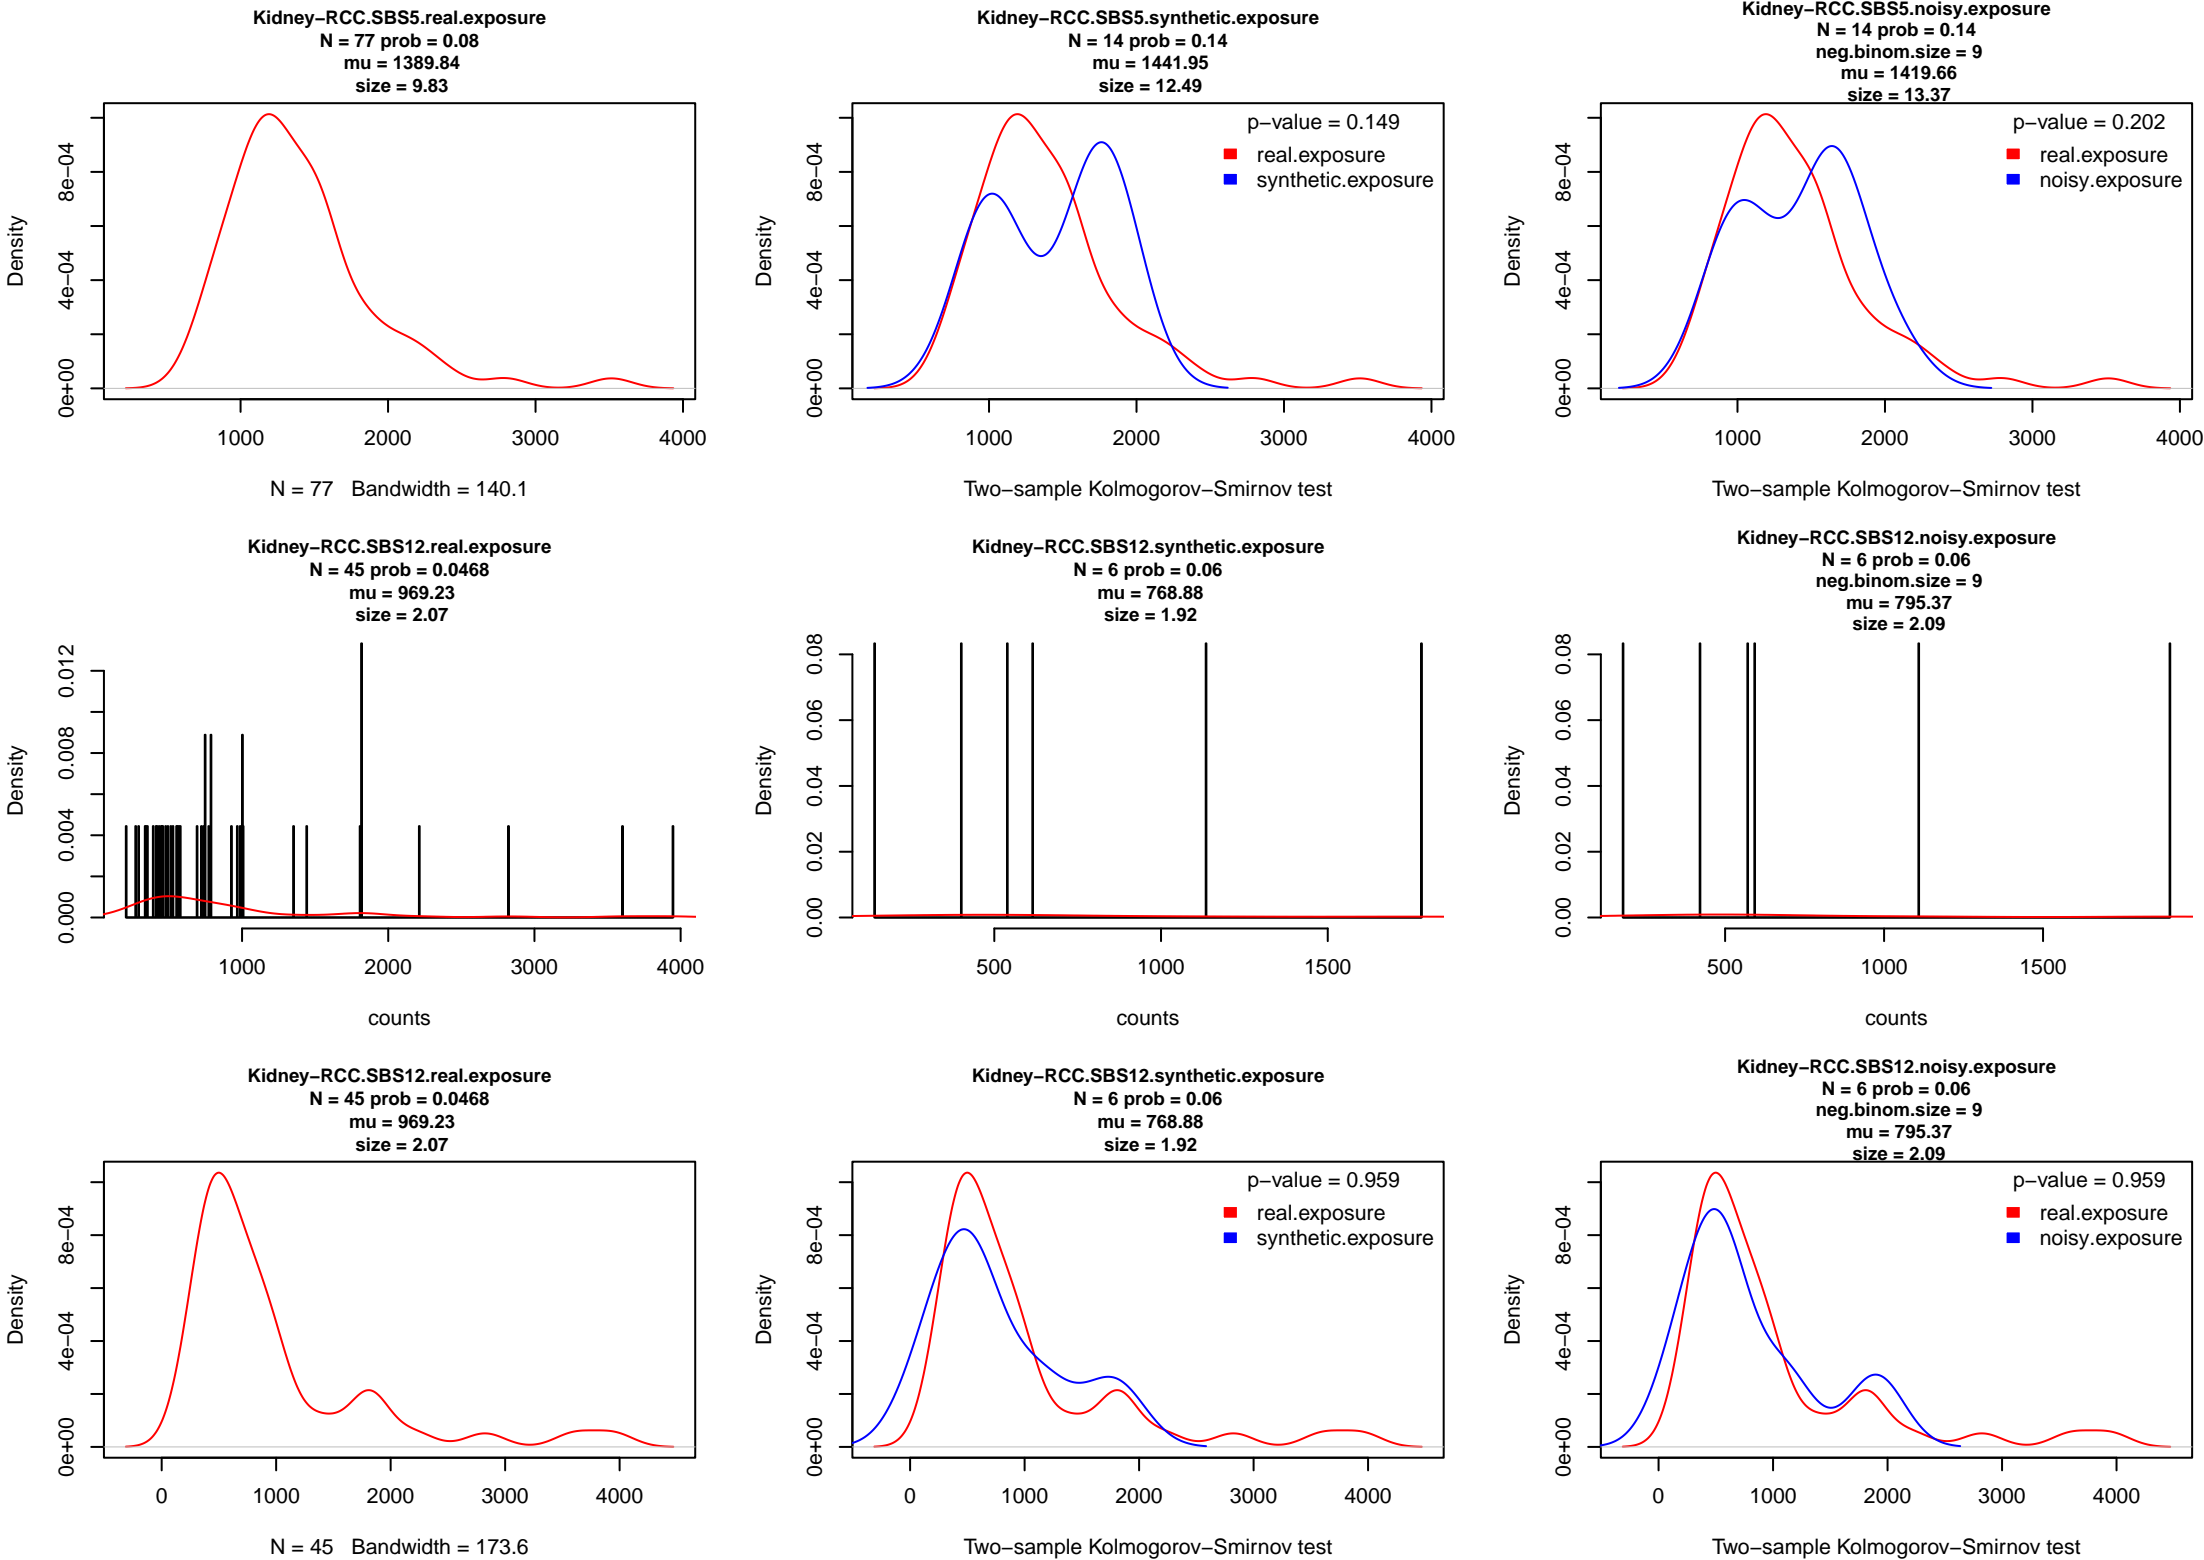 Kidney−RCC.SBS5.real.exposure
N = 77 prob = 0.08
mu = 1389.84
size = 9.83
Density
0e+00 4e−04 8e−04
1000 2000 3000 4000
N = 77 Bandwidth = 140.1
Kidney−RCC.SBS5.synthetic.exposure
N = 14 prob = 0.14
mu = 1441.95
size = 12.49
p−value = 0.149
real.exposure
synthetic.exposure
Density
0e+00 4e−04 8e−04
1000 2000 3000 4000
Two−sample Kolmogorov−Smirnov test
Kidney−RCC.SBS5.noisy.exposure
N = 14 prob = 0.14
neg.binom.size = 9
mu = 1419.66
size = 13.37
p−value = 0.202
real.exposure
noisy.exposure
Density
0e+00 4e−04 8e−04
1000 2000 3000 4000
Two−sample Kolmogorov−Smirnov test
Kidney−RCC.SBS12.real.exposure
N = 45 prob = 0.0468
mu = 969.23
size = 2.07
Density
0.000 0.004 0.008 0.012
1000 2000 3000 4000
counts
Kidney−RCC.SBS12.synthetic.exposure
N = 6 prob = 0.06
mu = 768.88
size = 1.92
Density
0.00 0.02 0.04 0.06 0.08
500 1000 1500
counts
Kidney−RCC.SBS12.noisy.exposure
N = 6 prob = 0.06
neg.binom.size = 9
mu = 795.37
size = 2.09
Density
0.00 0.02 0.04 0.06 0.08
500 1000 1500
counts
Kidney−RCC.SBS12.real.exposure
N = 45 prob = 0.0468
mu = 969.23
size = 2.07
Density
0e+00 4e−04 8e−04
0 1000 2000 3000 4000
N = 45 Bandwidth = 173.6
Kidney−RCC.SBS12.synthetic.exposure
N = 6 prob = 0.06
mu = 768.88
size = 1.92
p−value = 0.959
real.exposure
synthetic.exposure
Density
0e+00 4e−04 8e−04
0 1000 2000 3000 4000
Two−sample Kolmogorov−Smirnov test
Kidney−RCC.SBS12.noisy.exposure
N = 6 prob = 0.06
neg.binom.size = 9
mu = 795.37
size = 2.09
p−value = 0.959
real.exposure
noisy.exposure
Density
0e+00 4e−04 8e−04
0 1000 2000 3000 4000
Two−sample Kolmogorov−Smirnov test